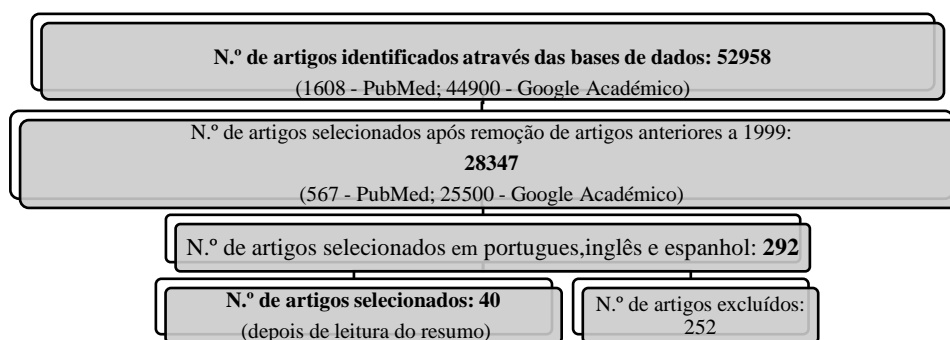 N.º de artigos identificados através das bases de dados: 52958
(1608 - PubMed; 44900 - Google Académico)
N.º de artigos selecionados após remoção de artigos anteriores a 1999:
28347
(567 - PubMed; 25500 - Google Académico)
N.º de artigos selecionados em portugues,inglês e espanhol: 292
N.º de artigos selecionados: 40
(depois de leitura do resumo)
N.º de artigos excluídos:
252